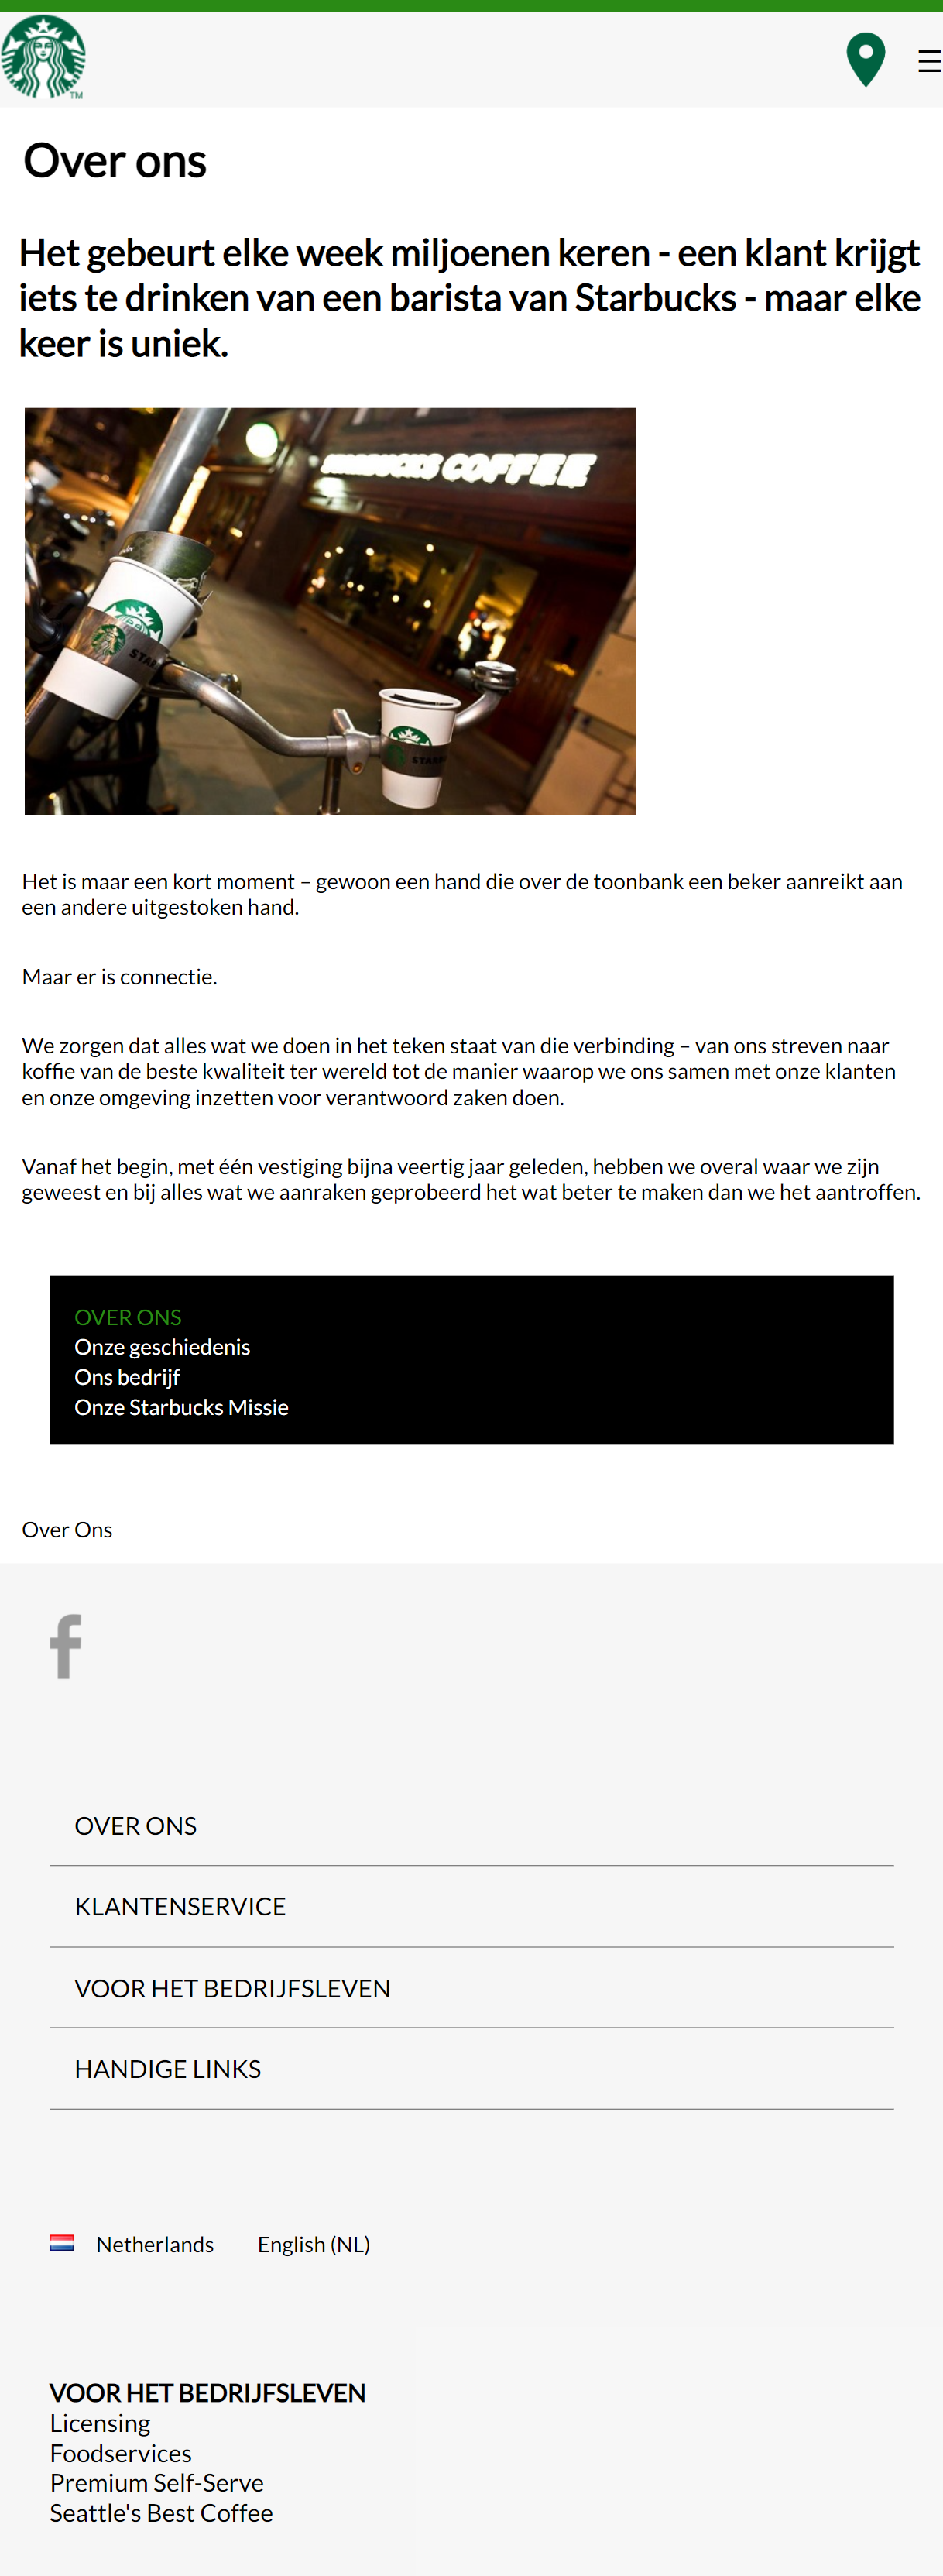 TM
Over ons
Het gebeurt elke week miljoenen keren - een klant krijgt
iets te drinken van een barista van Starbucks - maar elke
keer is uniek.
STARBUCKS COFFEE
Het is maar een kort moment – gewoon een hand die over de toonbank een beker aanreikt aan
een andere uitgestoken hand.
Maar er is connectie.
We zorgen dat alles wat we doen in het teken staat van die verbinding – van ons streven naar
koffie van de beste kwaliteit ter wereld tot de manier waarop we ons samen met onze klanten
en onze omgeving inzetten voor verantwoord zaken doen.
Vanaf het begin, met één vestiging bijna veertig jaar geleden, hebben we overal waar we zijn
geweest en bij alles wat we aanraken geprobeerd het wat beter te maken dan we het aantroffen.
OVER ONS
Onze geschiedenis
Ons bedrijf
Onze Starbucks Missie
Over Ons
OVER ONS
KLANTENSERVICE
VOOR HET BEDRIJFSLEVEN
HANDIGE LINKS
Netherlands English (NL)
VOOR HET BEDRIJFSLEVEN
Licensing
Foodservices
Premium Self-Serve
Seattle's Best Coffee